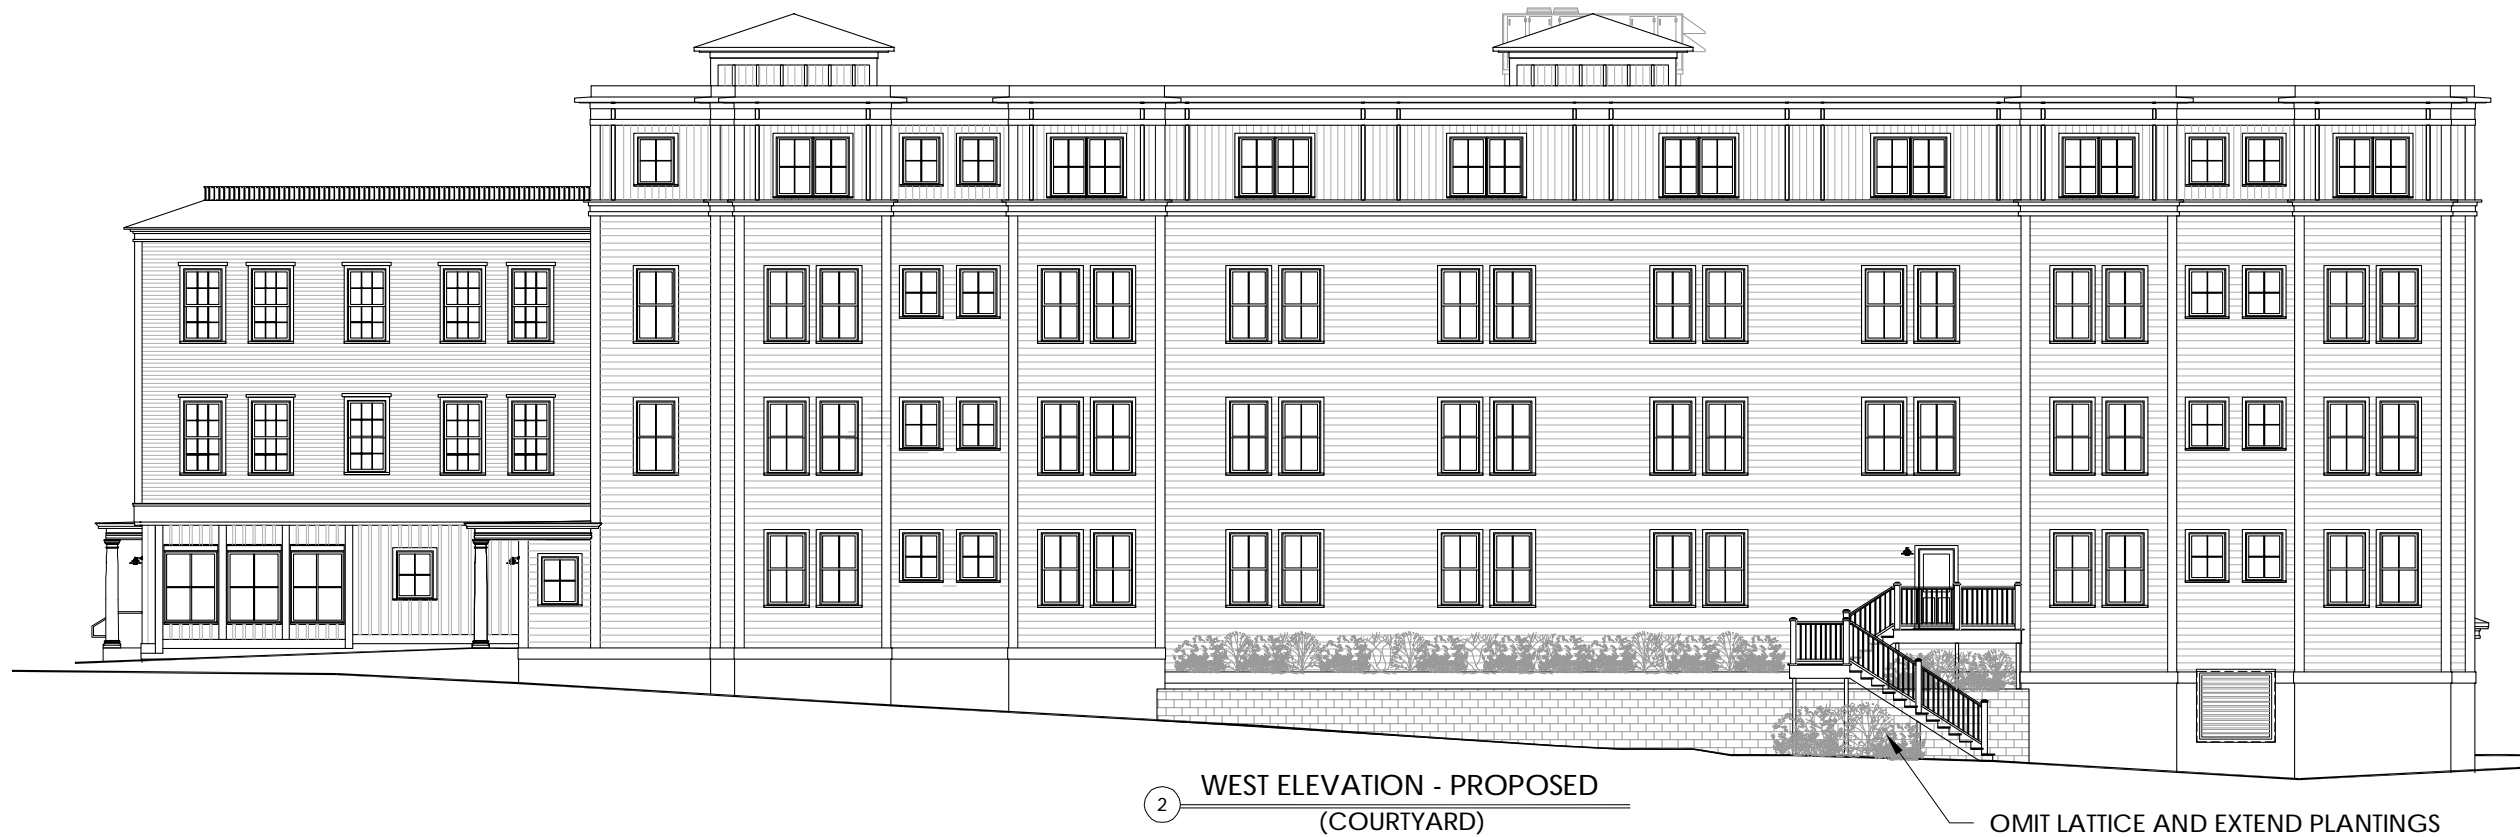 2
WEST ELEVATION - PROPOSED
(COURTYARD)
OMIT LATTICE AND EXTEND PLANTINGS